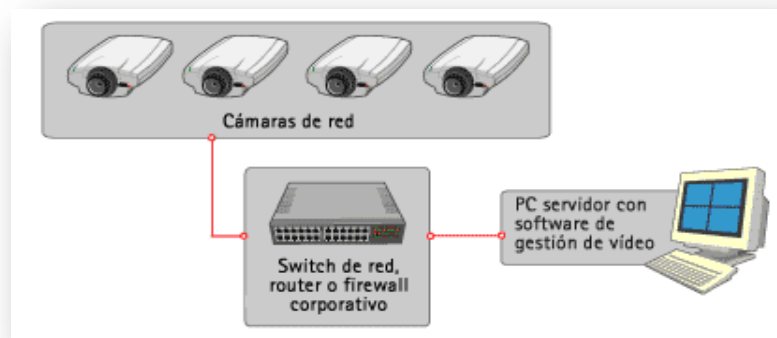 Cámaras de red
PC servidor con
software de
gestión de vídeo
Switch de red,
router o firewall
corporativo